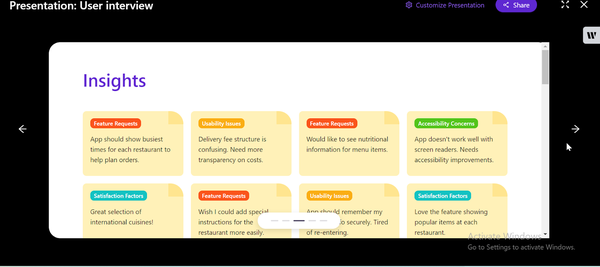 Presentation: User interview
Customize Presentation
Share
W
Insights
Feature Requests
App should show busiest
times for each restaurant to
help plan orders.
Usability Issues
Delivery fee structure is
confusing. Need more
transparency on costs.
Feature Requests
Would like to see nutritional
information for menu items.
Accessibility Concerns
App doesn't work well with
screen readers. Needs
accessibility improvements.
Satisfaction Factors
Great selection of
international cuisines!
Feature Requests
Wish I could add special
instructions for the
restaurant more easily.
Usability Issues
App should remember my
to securely. Tired
of re-entering.
Satisfaction Factors
Love the feature showing
popular items at each
restaurant.
Activate Windows
Go to Settings to activate Windows.